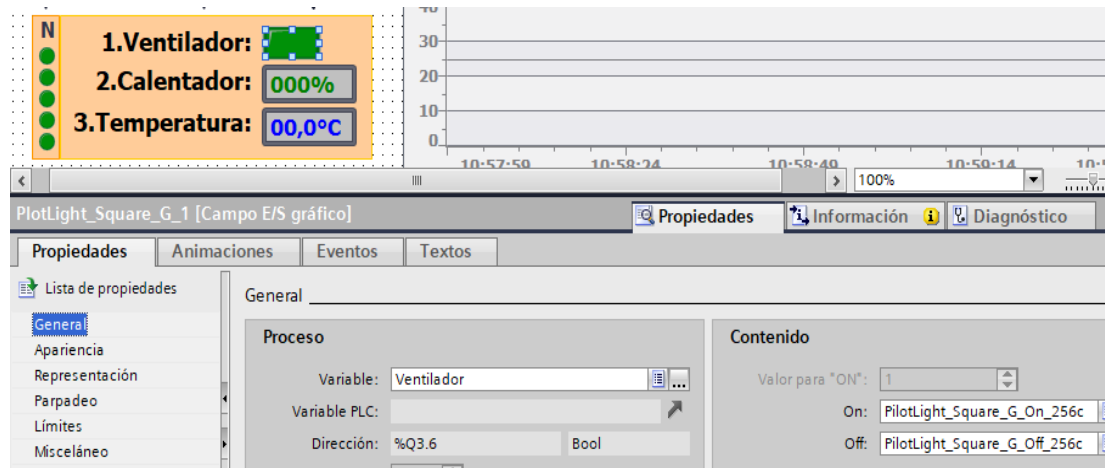 N
1.Ventilador:
2.Calentador: 000%
3.Temperatura: 00,0°C
40
30
20
10
0
10:57:59 10:58:24 10:58:49 10:59:14 10:
100%
PlotLight_Square_G_1 [Campo E/S gráfico]
Propiedades Información Diagnóstico
Propiedades Animaciones Eventos Textos
Lista de propiedades
General
Apariencia
Representación
Parpadeo
Límites
Misceláneo
General
Proceso
Variable: Ventilador
Variable PLC:
Dirección: %Q3.6 Bool
Contenido
Valor para "ON": 1
On: PilotLight_Square_G_On_256c
Off: PilotLight_Square_G_Off_256c